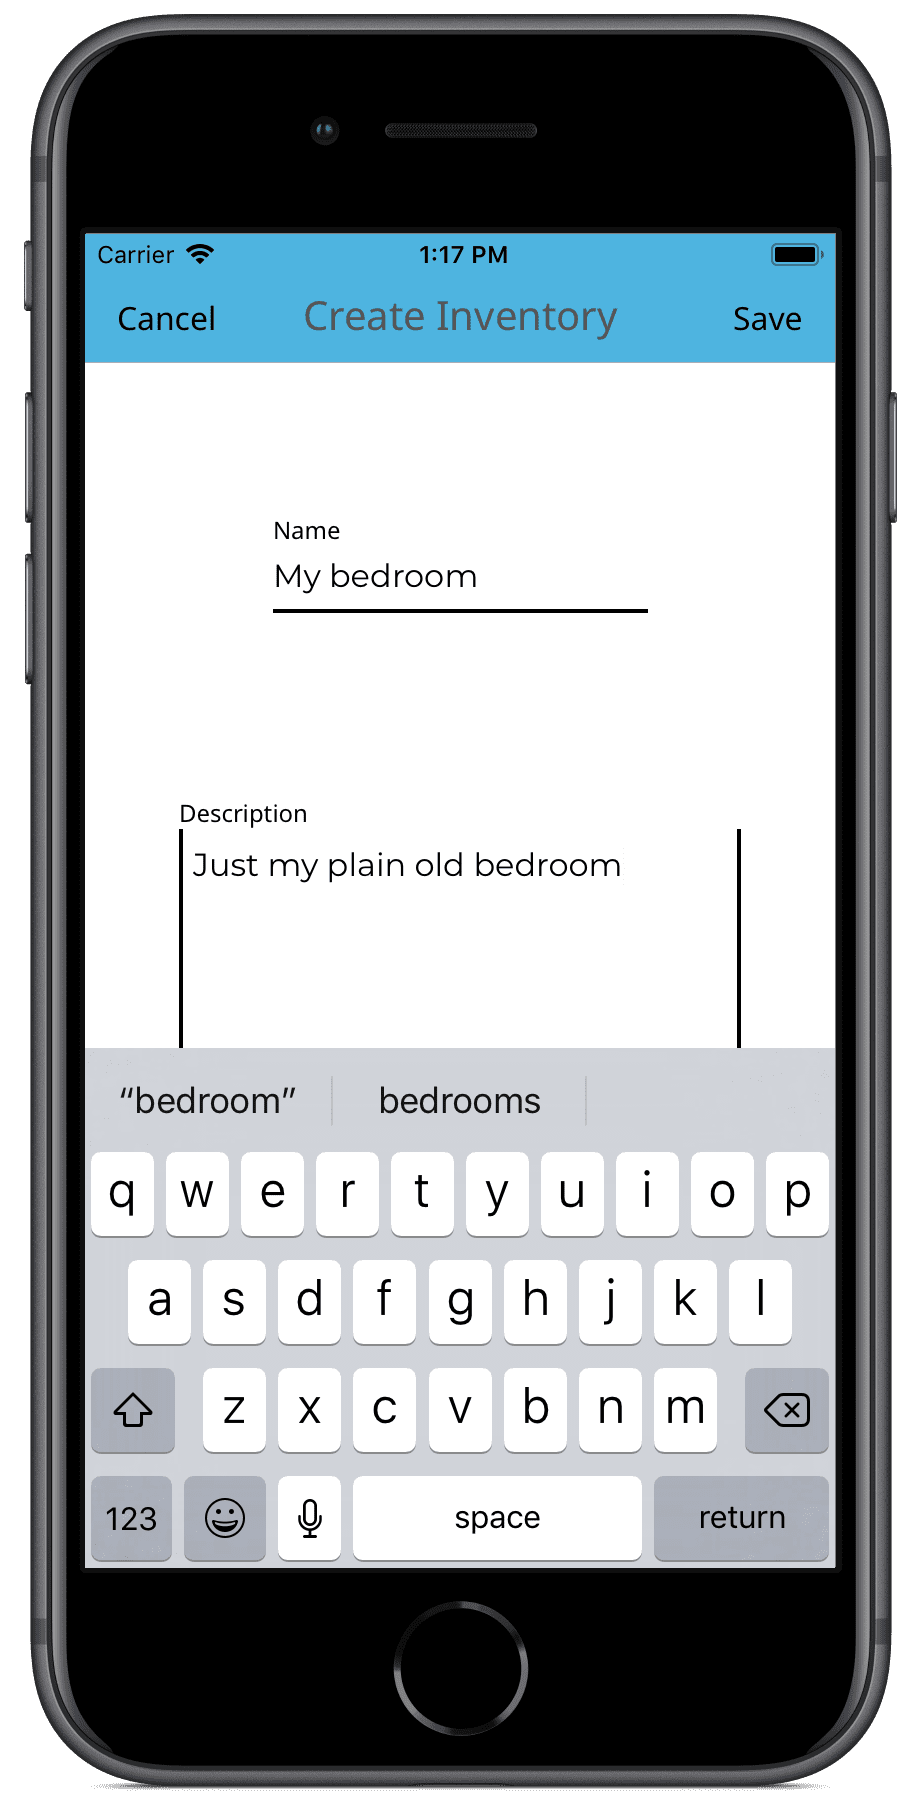 Carrier 1:17 PM
Cancel Create Inventory Save
Name
My bedroom
Description
Just my plain old bedroom
“bedroom” bedrooms
q w e r t y u i o p
a s d f g h j k l
z x c v b n m
123 space return